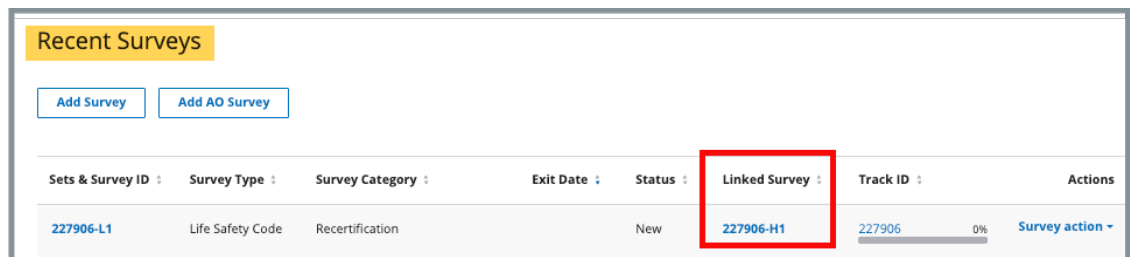 Recent Surveys
Add Survey Add AO Survey
Sets & Survey ID Survey Type Survey Category Exit Date Status Linked Survey Track ID Actions
227906-L1 Life Safety Code Recertification New 227906-H1 227906 0% Survey action